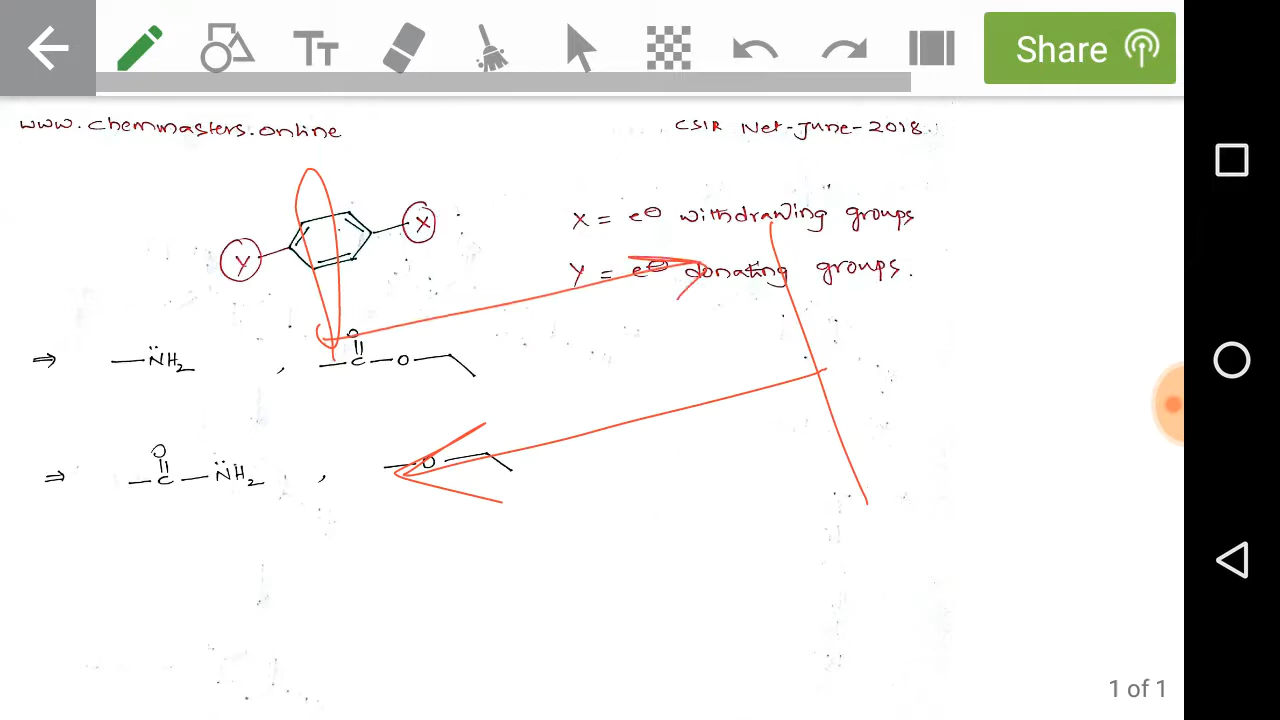 Share
www.chemmasters.online
CSIR Net-June-2018.
X
Y
X = e⊖ withdrawing groups
Y = e⊖ donating groups.
⇒ —N̈H2 , —C(=O)—O
⇒ —C(=O)—N̈H2 , —O
1 of 1